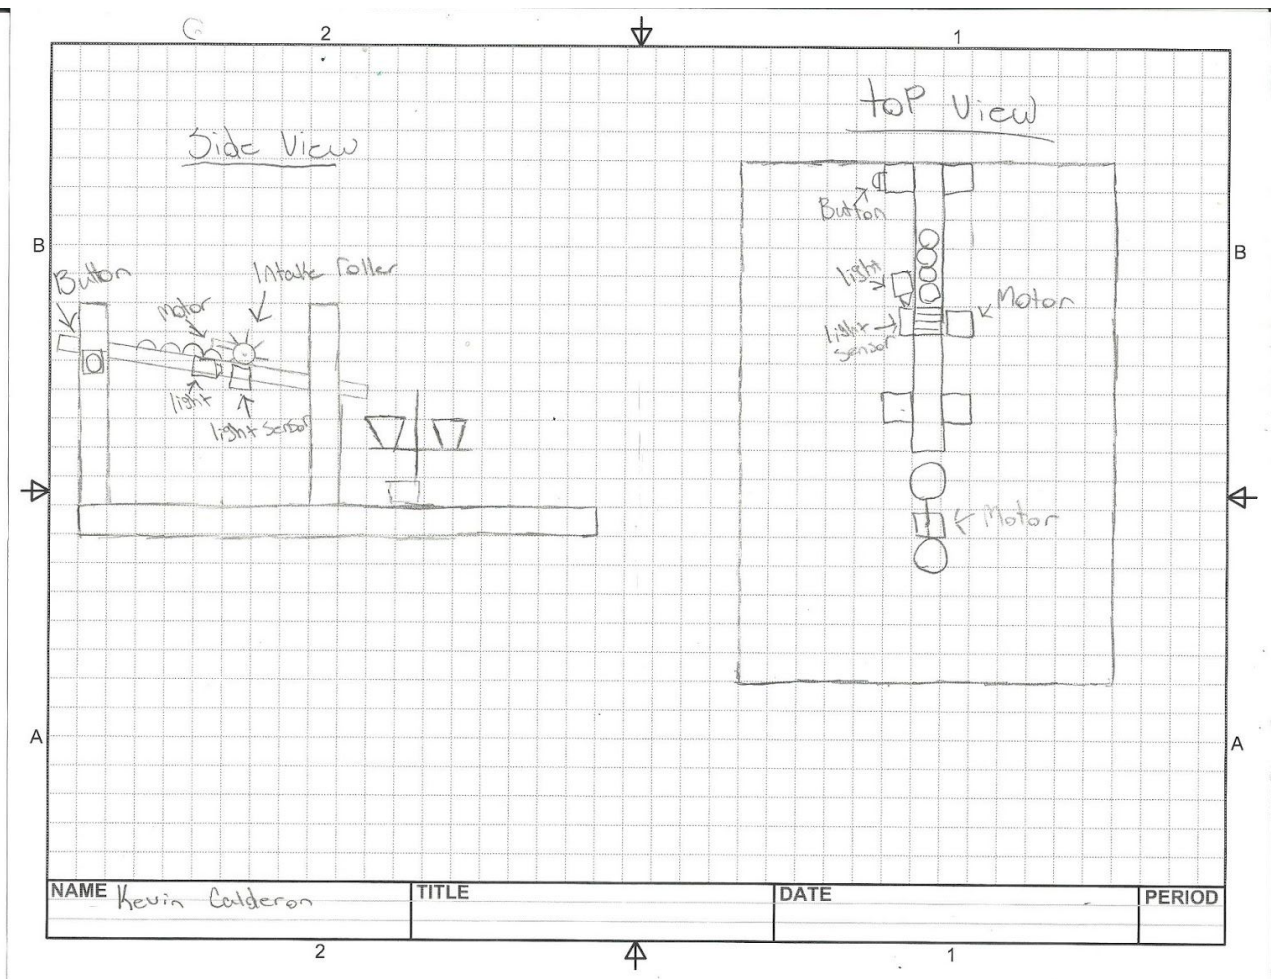 2
1
Side View
top View
B
B
Button
Motor
Intake roller
light
light sensor
Button
light
light
sensor
Motor
Motor
A
A
NAME Kevin Calderon
TITLE
DATE
PERIOD
2
1